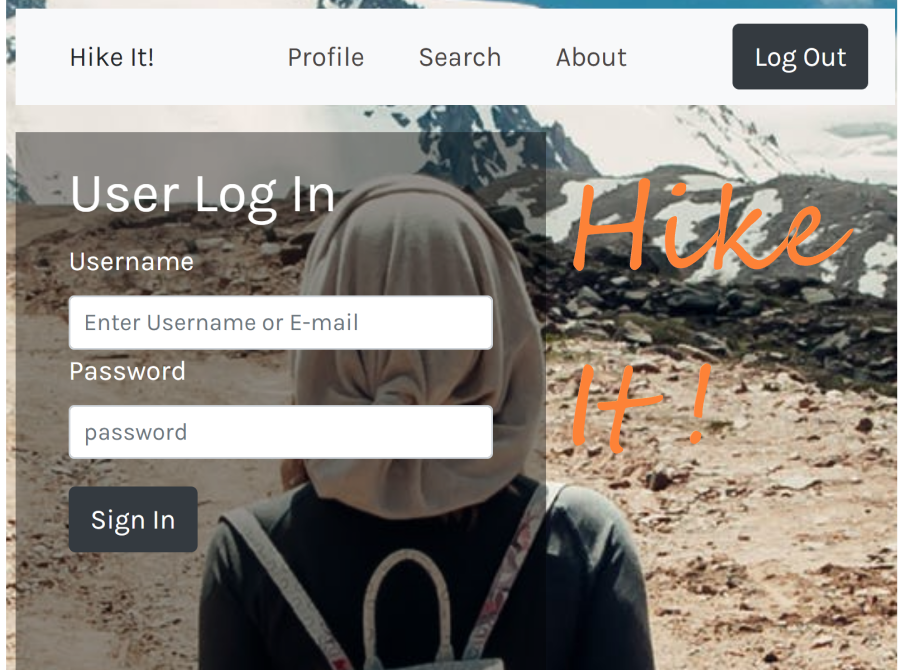 Hike It! Profile Search About Log Out
User Log In
Username
Enter Username or E-mail
Password
password
Sign In
Hike
It!